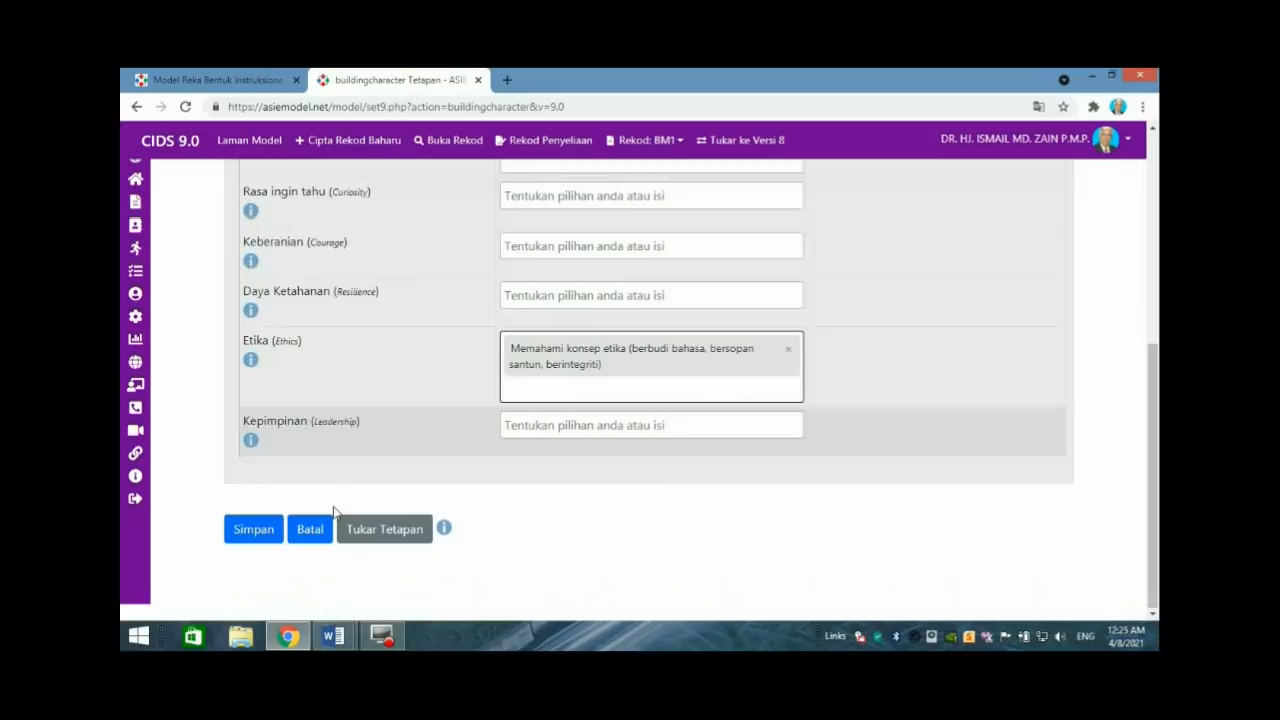 Model Reka Bentuk Instruksiona
buildingcharacter Tetapan - ASIE
https://asiemodel.net/model/set9.php?action=buildingcharacter&v=9.0
CIDS 9.0 Laman Model Cipta Rekod Baharu Buka Rekod Rekod Penyeliaan Rekod: BM1 Tukar ke Versi 8 DR. HJ. ISMAIL MD. ZAIN P.M.P.
Rasa ingin tahu (Curiosity)
Tentukan pilihan anda atau isi
Keberanian (Courage)
Tentukan pilihan anda atau isi
Daya Ketahanan (Resilience)
Tentukan pilihan anda atau isi
Etika (Ethics)
Memahami konsep etika (berbudi bahasa, bersopan
santun, berintegriti)
Kepimpinan (Leadership)
Tentukan pilihan anda atau isi
Simpan Batal Tukar Tetapan
Links ENG
12:25 AM
4/8/2021